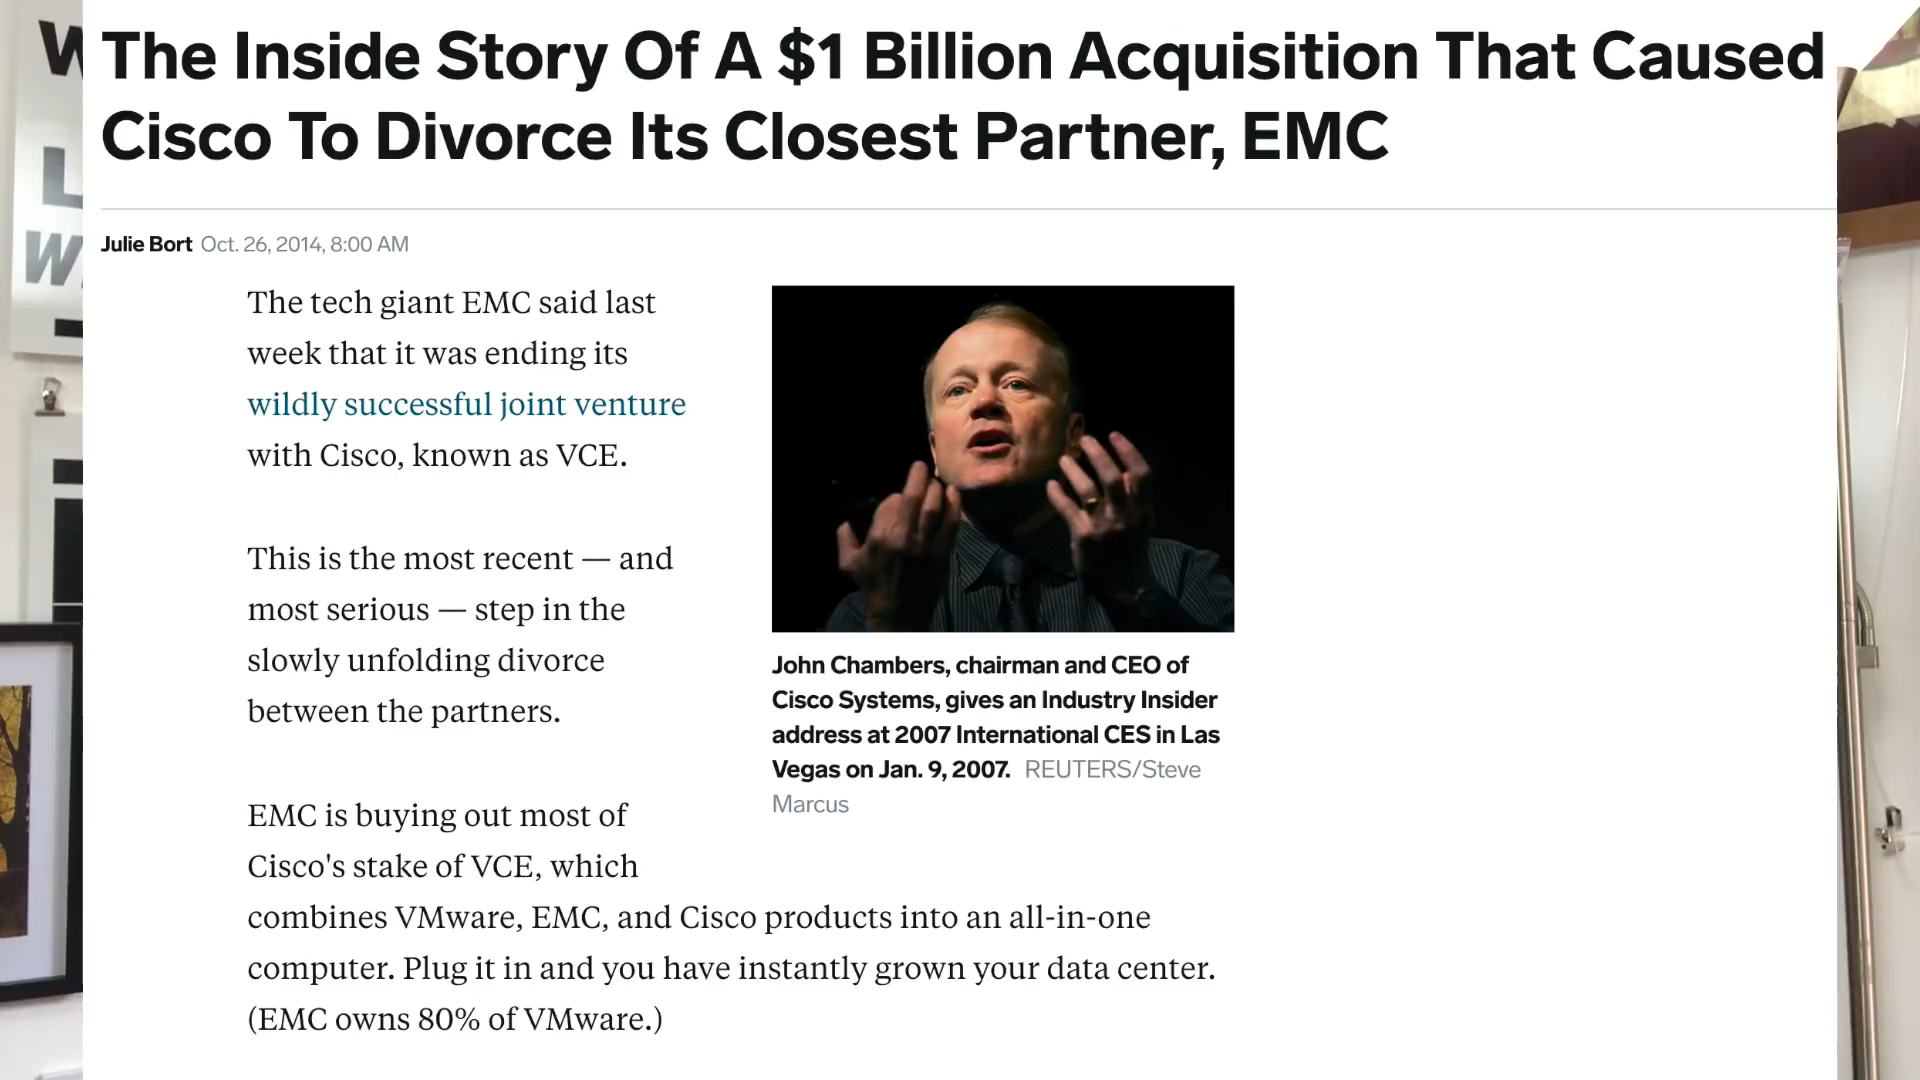 The Inside Story Of A $1 Billion Acquisition That Caused
Cisco To Divorce Its Closest Partner, EMC
Julie Bort Oct. 26, 2014, 8:00 AM
The tech giant EMC said last
week that it was ending its
wildly successful joint venture
with Cisco, known as VCE.
This is the most recent — and
most serious — step in the
slowly unfolding divorce
between the partners.
EMC is buying out most of
Cisco's stake of VCE, which
combines VMware, EMC, and Cisco products into an all-in-one
computer. Plug it in and you have instantly grown your data center.
(EMC owns 80% of VMware.)
John Chambers, chairman and CEO of
Cisco Systems, gives an Industry Insider
address at 2007 International CES in Las
Vegas on Jan. 9, 2007. REUTERS/Steve
Marcus